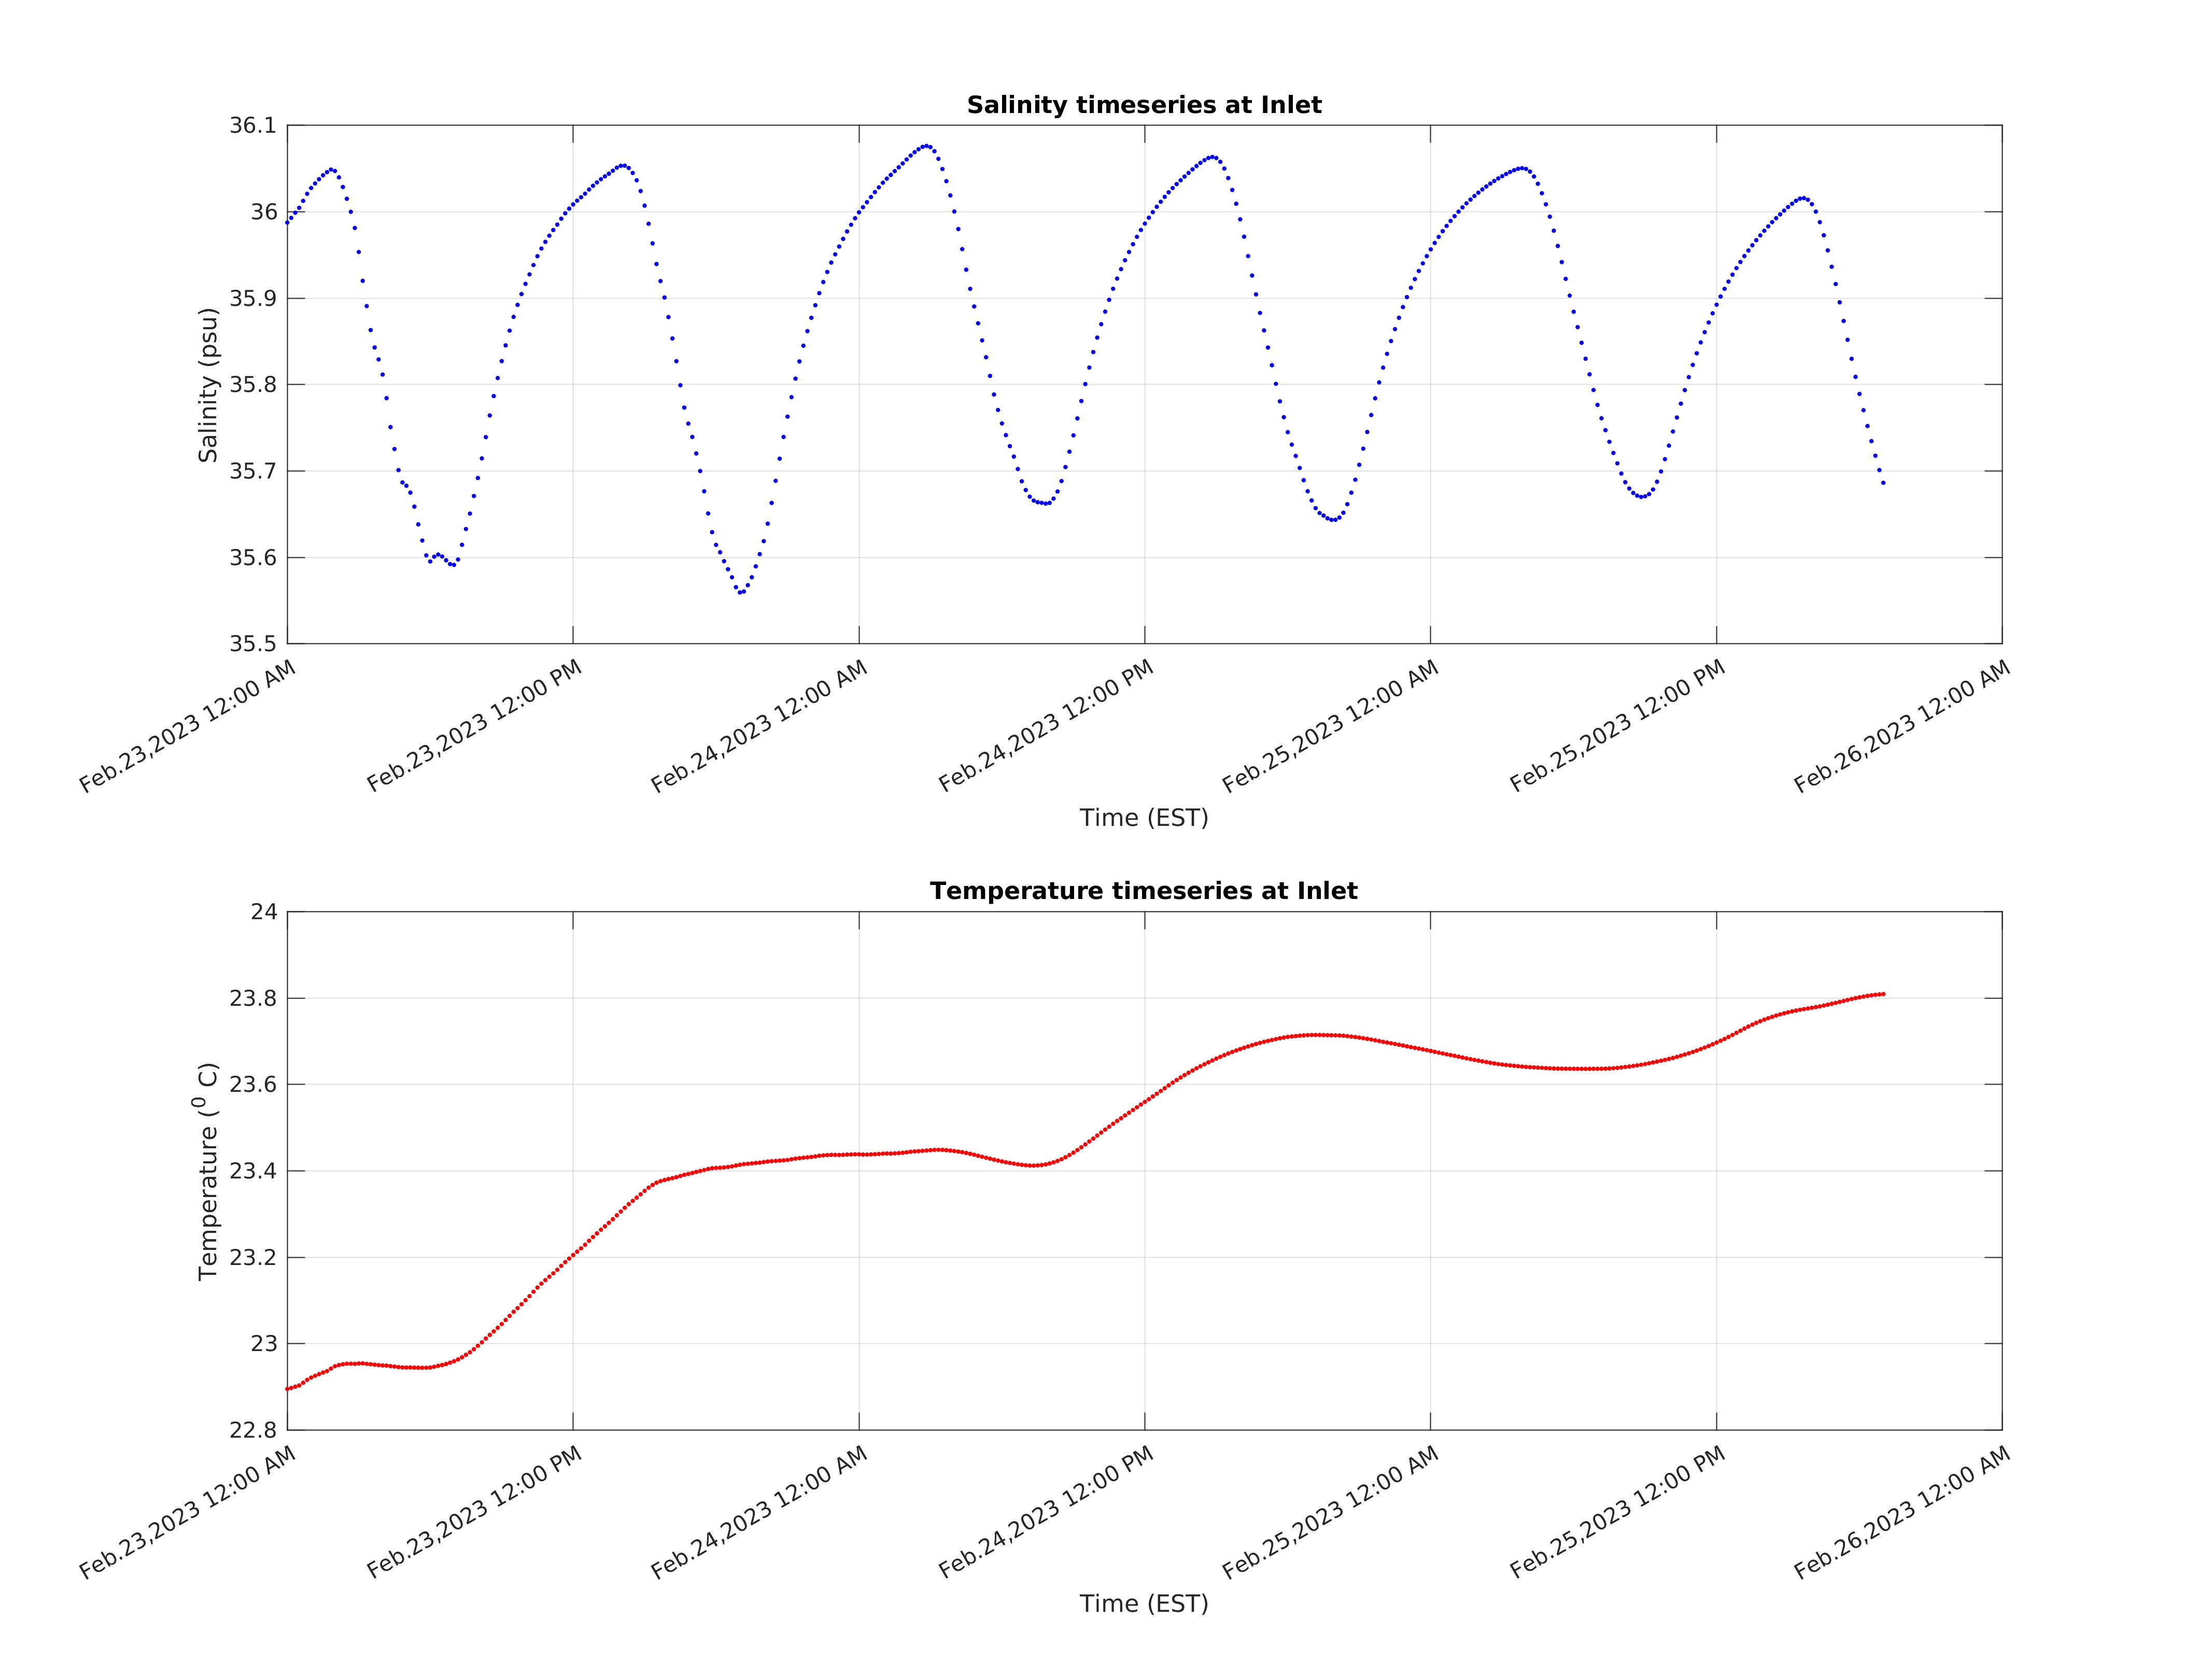 Salinity timeseries at Inlet
36.1
36
35.9
35.8
35.7
35.6
35.5
Salinity (psu)
Feb.23,2023 12:00 AM
Feb.23,2023 12:00 PM
Feb.24,2023 12:00 AM
Feb.24,2023 12:00 PM
Feb.25,2023 12:00 AM
Feb.25,2023 12:00 PM
Feb.26,2023 12:00 AM
Time (EST)
Temperature timeseries at Inlet
24
23.8
23.6
23.4
23.2
23
22.8
Temperature (⁰ C)
Feb.23,2023 12:00 AM
Feb.23,2023 12:00 PM
Feb.24,2023 12:00 AM
Feb.24,2023 12:00 PM
Feb.25,2023 12:00 AM
Feb.25,2023 12:00 PM
Feb.26,2023 12:00 AM
Time (EST)